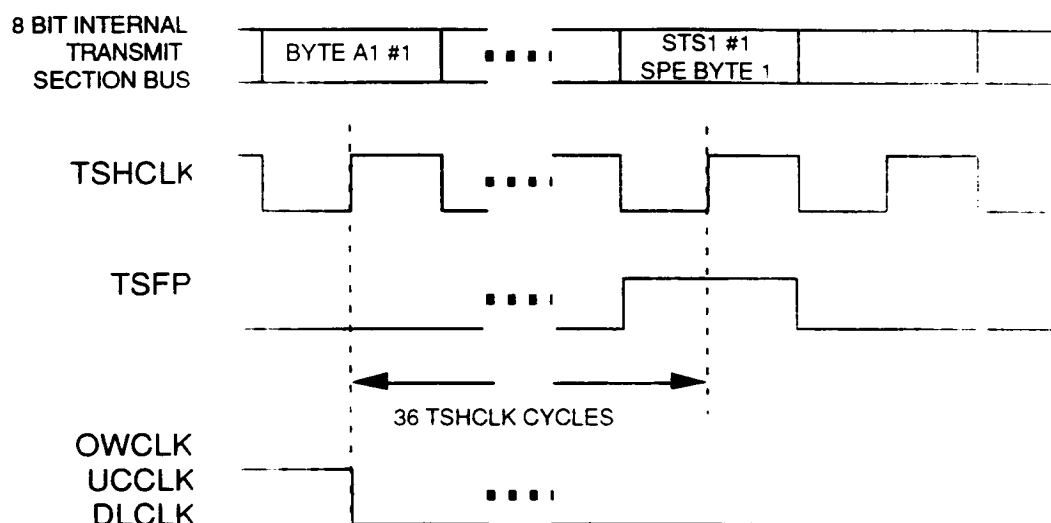 8 BIT INTERNAL
TRANSMIT
SECTION BUS
BYTE A1 #1
STS1 #1
SPE BYTE 1
TSHCLK
TSFP
36 TSHCLK CYCLES
OWCLK
UCCLK
DLCLK